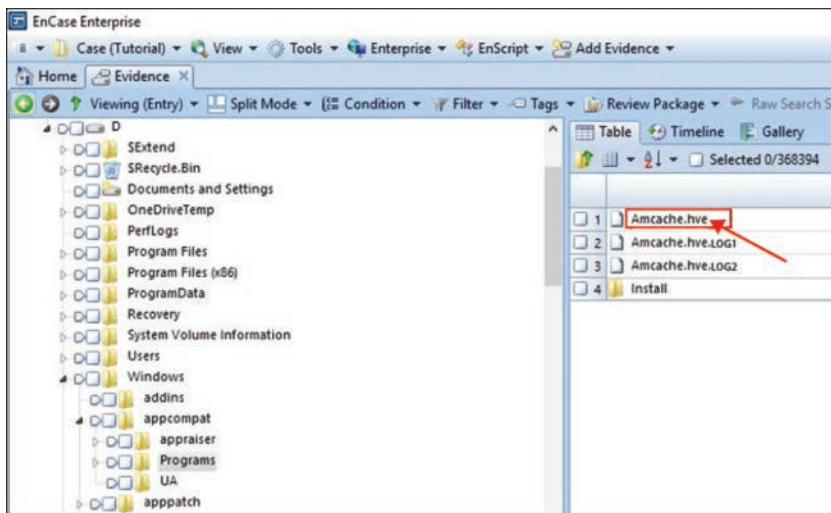 EnCase Enterprise
Case (Tutorial) View Tools Enterprise EnScript Add Evidence
Home Evidence ×
Viewing (Entry) Split Mode Condition Filter Tags Review Package Raw Search S
D
$Extend
$Recycle.Bin
Documents and Settings
OneDriveTemp
PerfLogs
Program Files
Program Files (x86)
ProgramData
Recovery
System Volume Information
Users
Windows
addins
appcompat
appraiser
Programs
UA
apppatch
Table Timeline Gallery
Selected 0/368394
1 Amcache.hve
2 Amcache.hve.LOG1
3 Amcache.hve.LOG2
4 Install